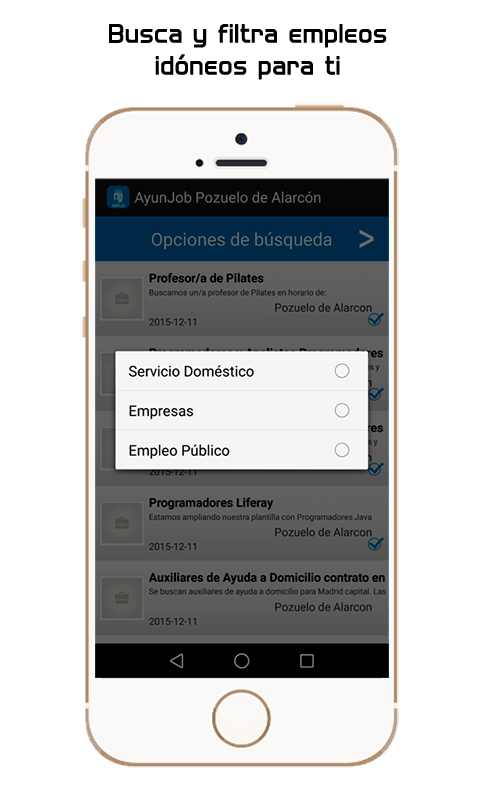 Busca y filtra empleos
idóneos para ti
AyunJob Pozuelo de Alarcón
Opciones de búsqueda
Profesor/a de Pilates
Buscamos un/a profesor de Pilates en horario de:
Pozuelo de Alarcon
2015-12-11
Servicio Doméstico
Empresas
Empleo Público
2015-12-11
Programadores Liferay
Estamos ampliando nuestra plantilla con Programadores Java
Pozuelo de Alarcon
2015-12-11
Auxiliares de Ayuda a Domicilio contrato en
Se buscan auxiliares de ayuda a domicilio para Madrid capital. Las
Pozuelo de Alarcon
2015-12-11